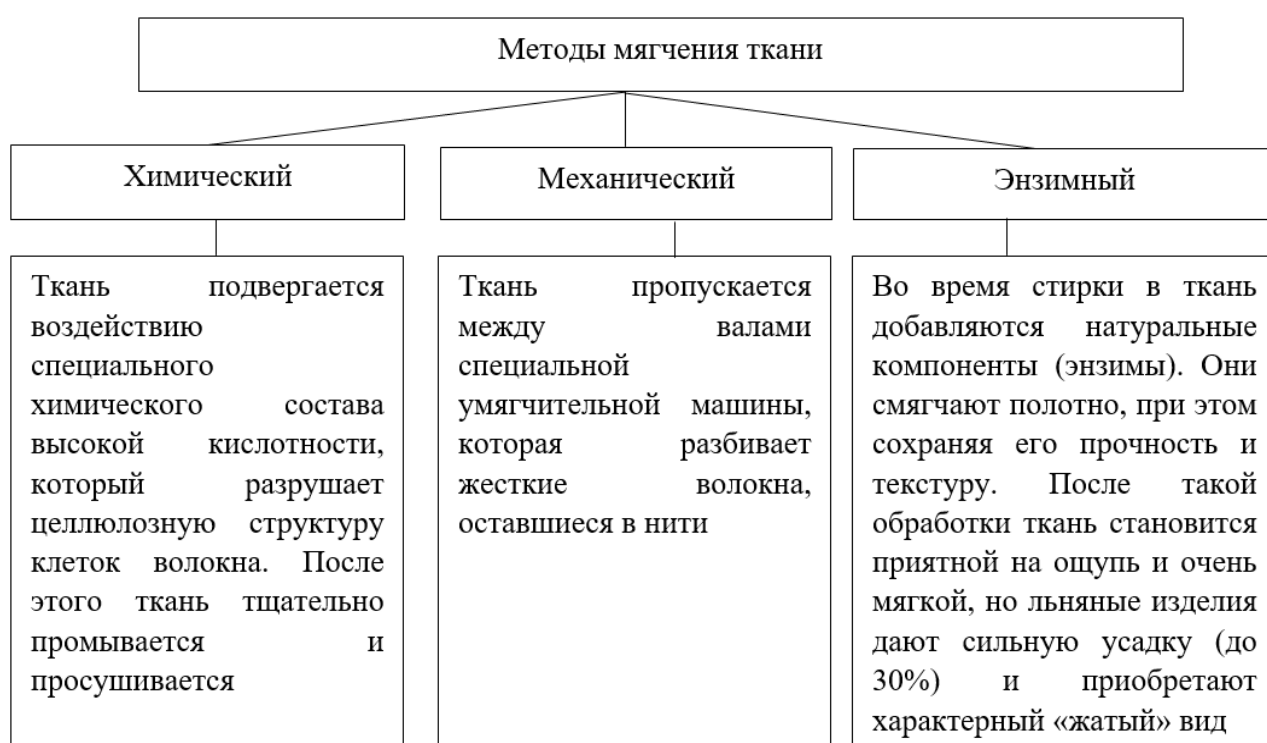 Методы мягчения ткани
Химический
Механический
Энзимный
Ткань подвергается
воздействию
специального
химического состава
высокой кислотности,
который разрушает
целлюлозную структуру
клеток волокна. После
этого ткань тщательно
промывается и
просушивается
Ткань пропускается
между валами
специальной
умягчительной машины,
которая разбивает
жесткие волокна,
оставшиеся в нити
Во время стирки в ткань
добавляются натуральные
компоненты (энзимы). Они
смягчают полотно, при этом
сохраняя его прочность и
текстуру. После такой
обработки ткань становится
приятной на ощупь и очень
мягкой, но льняные изделия
дают сильную усадку (до
30%) и приобретают
характерный «жатый» вид